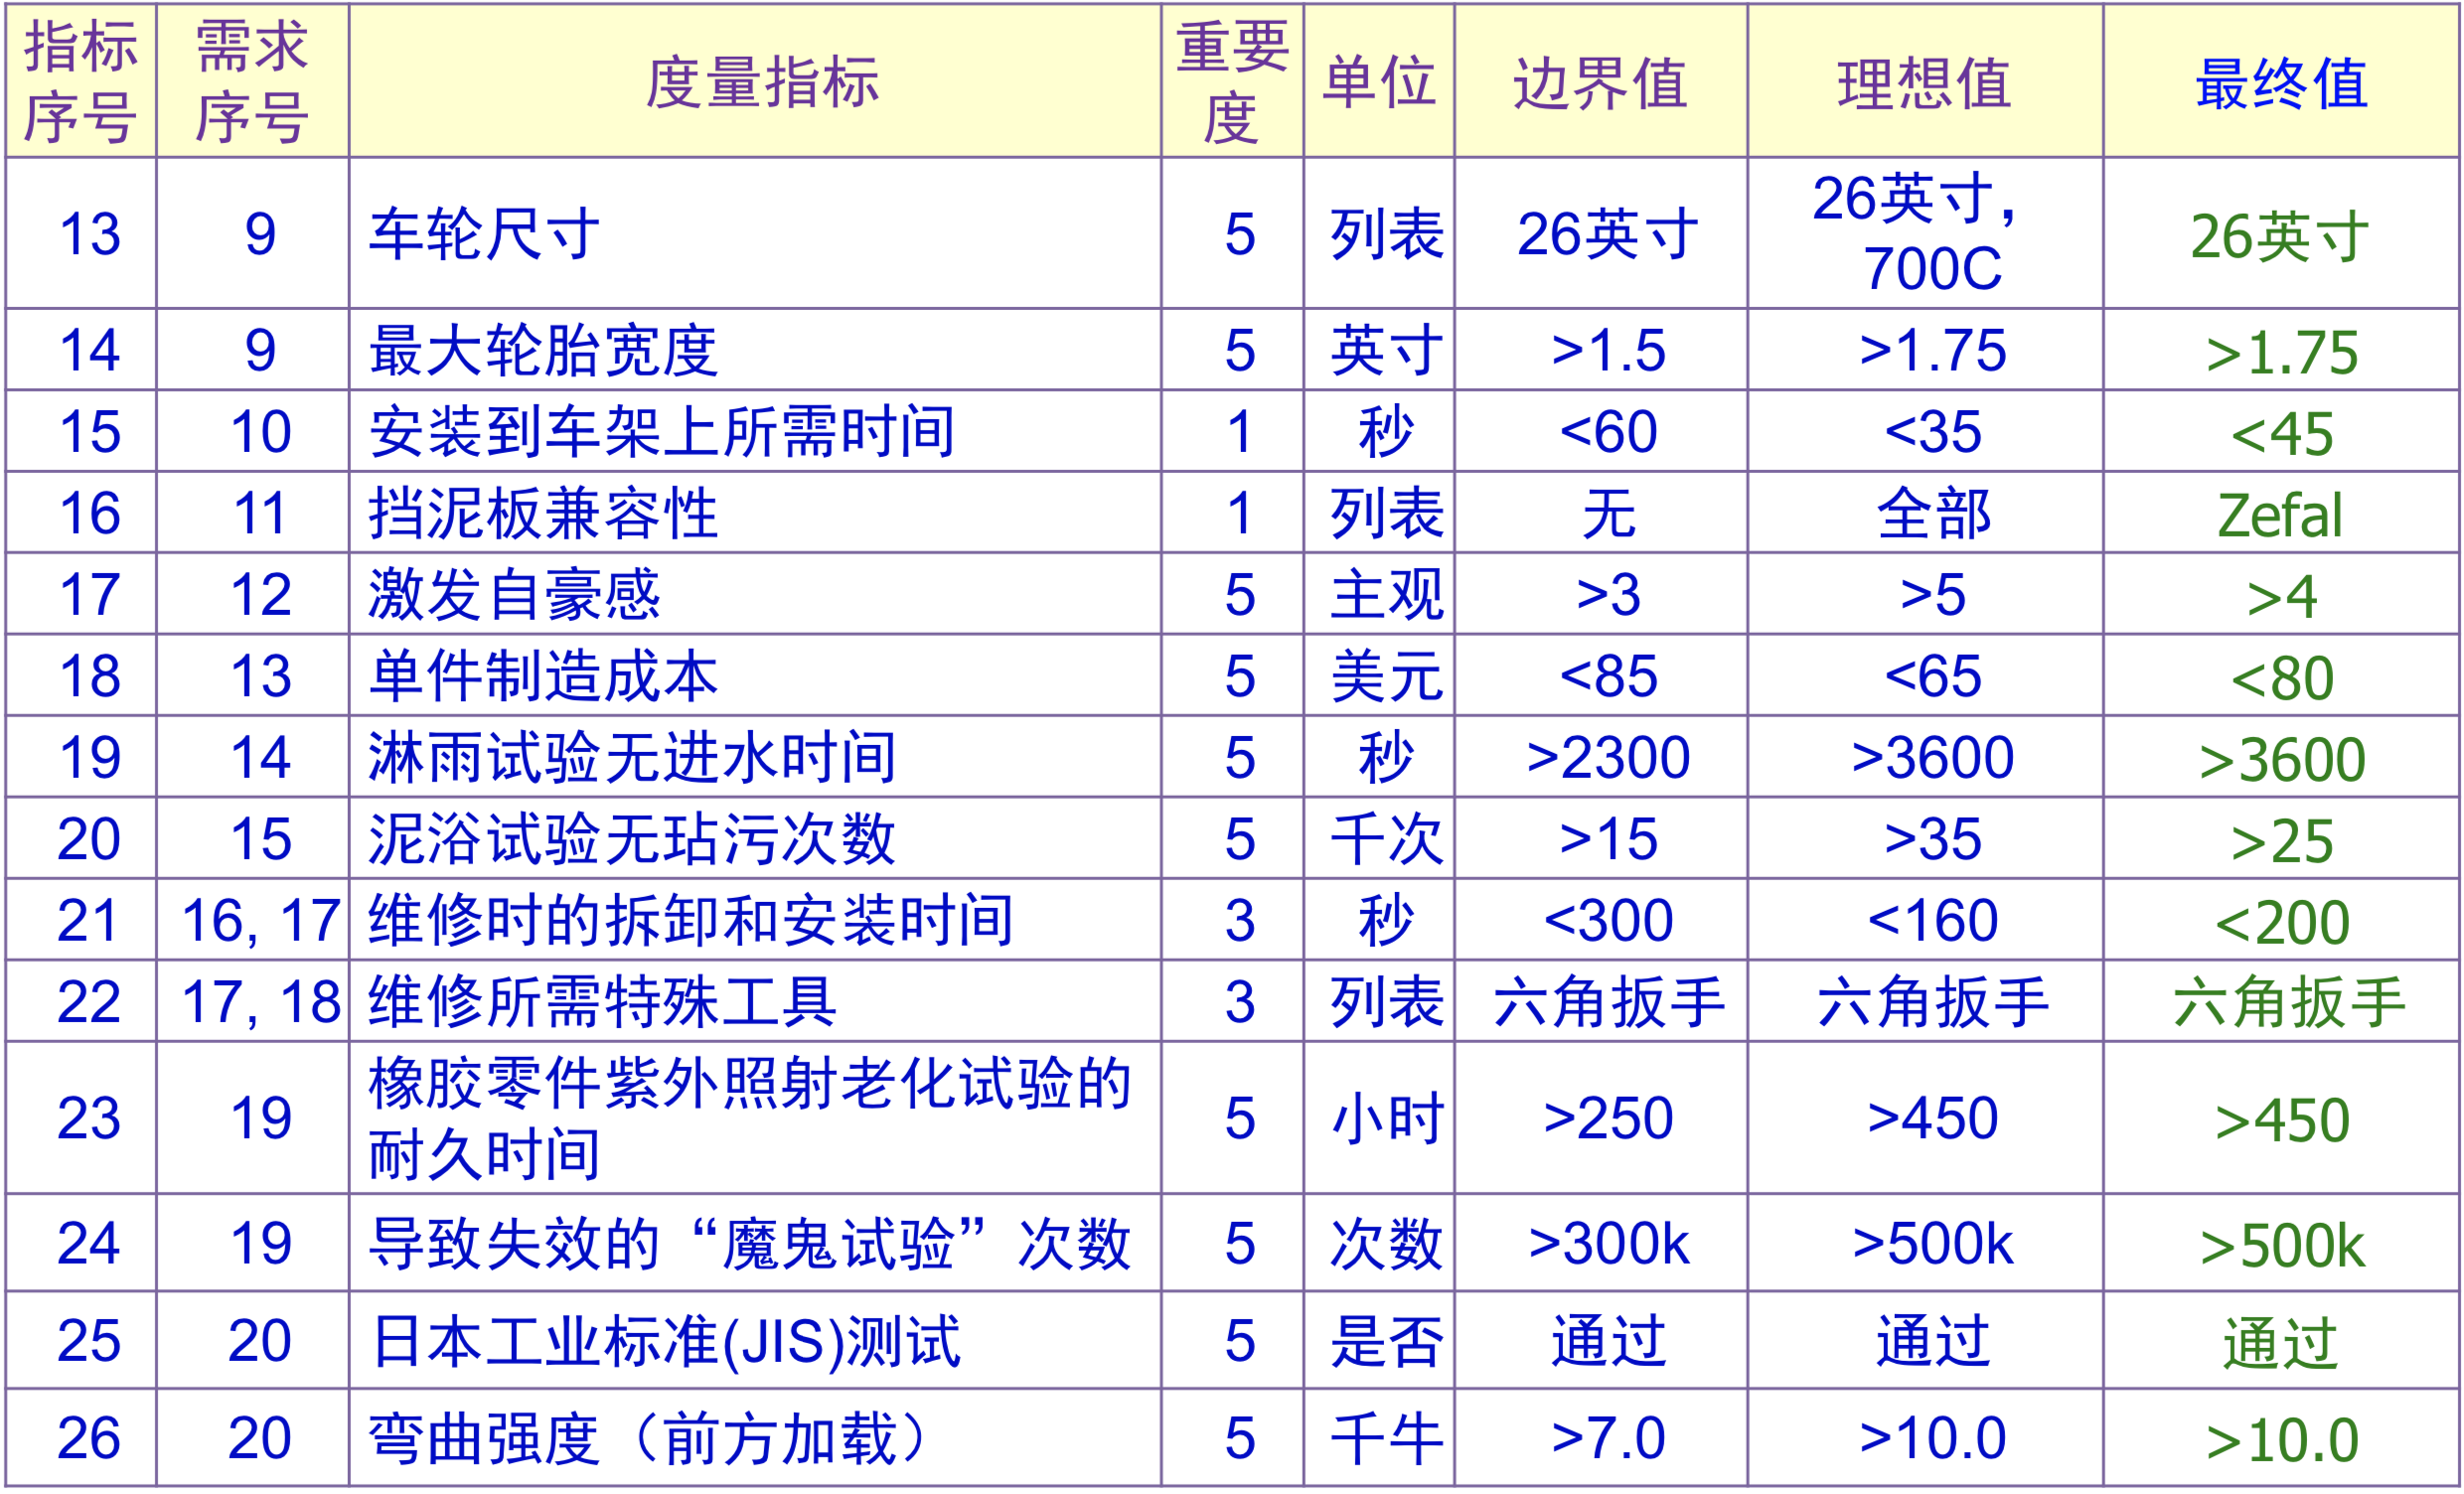 指标序号 需求序号 度量指标 重要度 单位 边界值 理想值 最终值
13 9 车轮尺寸 5 列表 26英寸 26英寸, 700C 26英寸
14 9 最大轮胎宽度 5 英寸 >1.5 >1.75 >1.75
15 10 安装到车架上所需时间 1 秒 <60 <35 <45
16 11 挡泥板兼容性 1 列表 无 全部 Zefal
17 12 激发自豪感 5 主观 >3 >5 >4
18 13 单件制造成本 5 美元 <85 <65 <80
19 14 淋雨试验无进水时间 5 秒 >2300 >3600 >3600
20 15 泥浴试验无玷污次数 5 千次 >15 >35 >25
21 16, 17 维修时的拆卸和安装时间 3 秒 <300 <160 <200
22 17, 18 维修所需特殊工具 3 列表 六角扳手 六角扳手 六角扳手
23 19 橡胶零件紫外照射老化试验的耐久时间 5 小时 >250 >450 >450
24 19 导致失效的“魔鬼试验”次数 5 次数 >300k >500k >500k
25 20 日本工业标准(JIS)测试 5 是否 通过 通过 通过
26 20 弯曲强度（前方加载） 5 千牛 >7.0 >10.0 >10.0